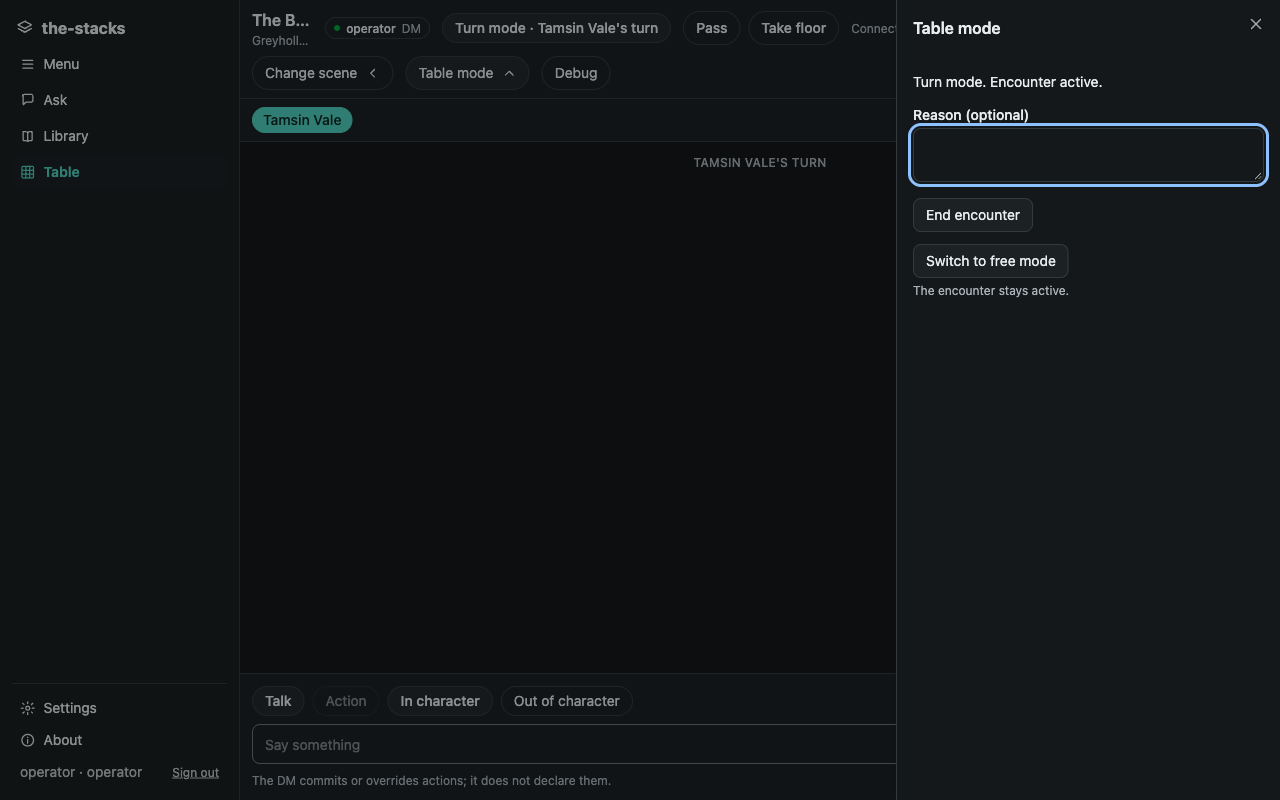 the-stacks
Menu
Ask
Library
Table
Settings
About
operator · operator
Sign out
The B...
Greyholl...
operator DM
Turn mode · Tamsin Vale's turn
Pass
Take floor
Connect
Change scene
Table mode
Debug
Tamsin Vale
TAMSIN VALE'S TURN
Talk
Action
In character
Out of character
Say something
The DM commits or overrides actions; it does not declare them.
Table mode
Turn mode. Encounter active.
Reason (optional)
End encounter
Switch to free mode
The encounter stays active.